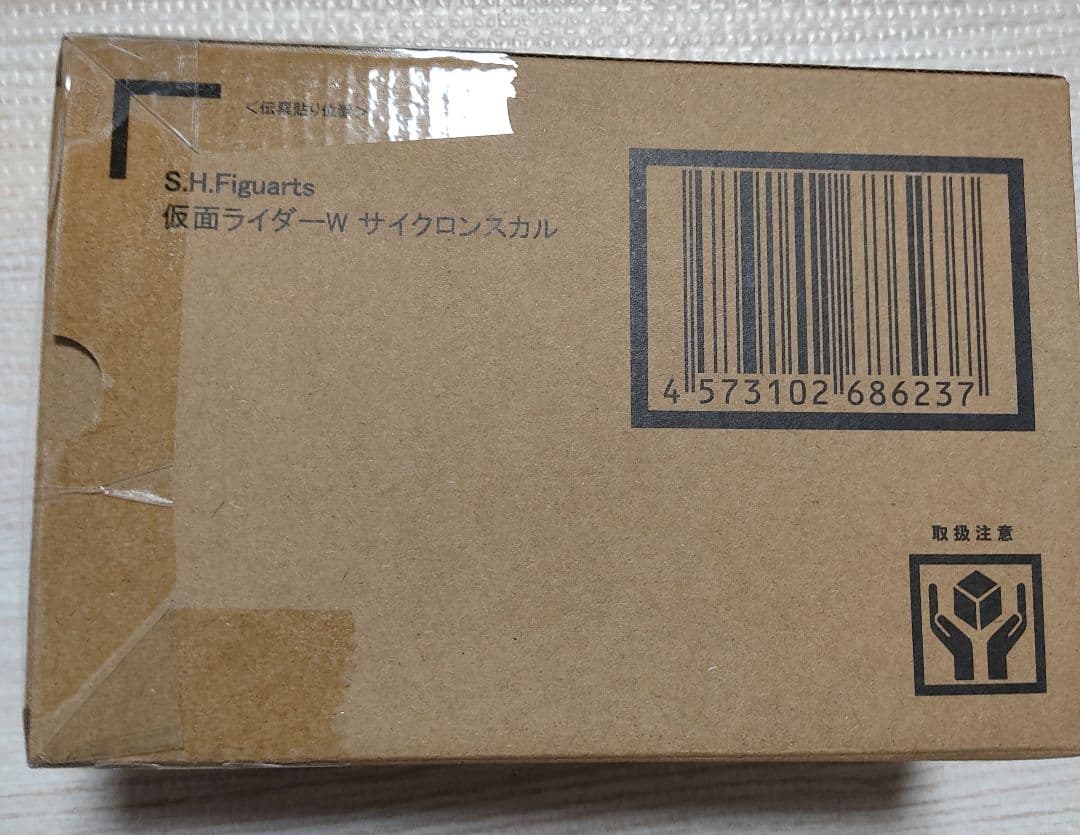 <伝票貼り位置>
S.H.Figuarts
仮面ライダーW サイクロンスカル
4 573102 686237
取扱注意